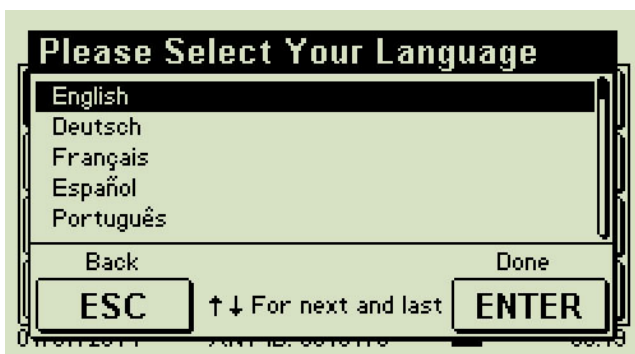 Please Select Your Language
English
Deutsch
Français
Español
Português
Back
Done
ESC
↑↓ For next and last
ENTER